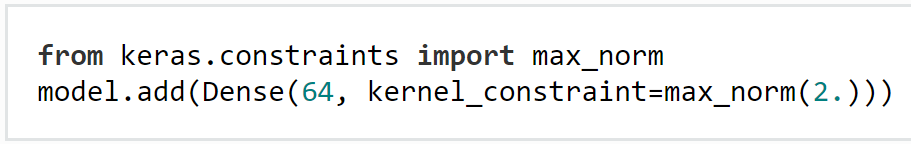 from keras.constraints import max_norm
model.add(Dense(64, kernel_constraint=max_norm(2.)))